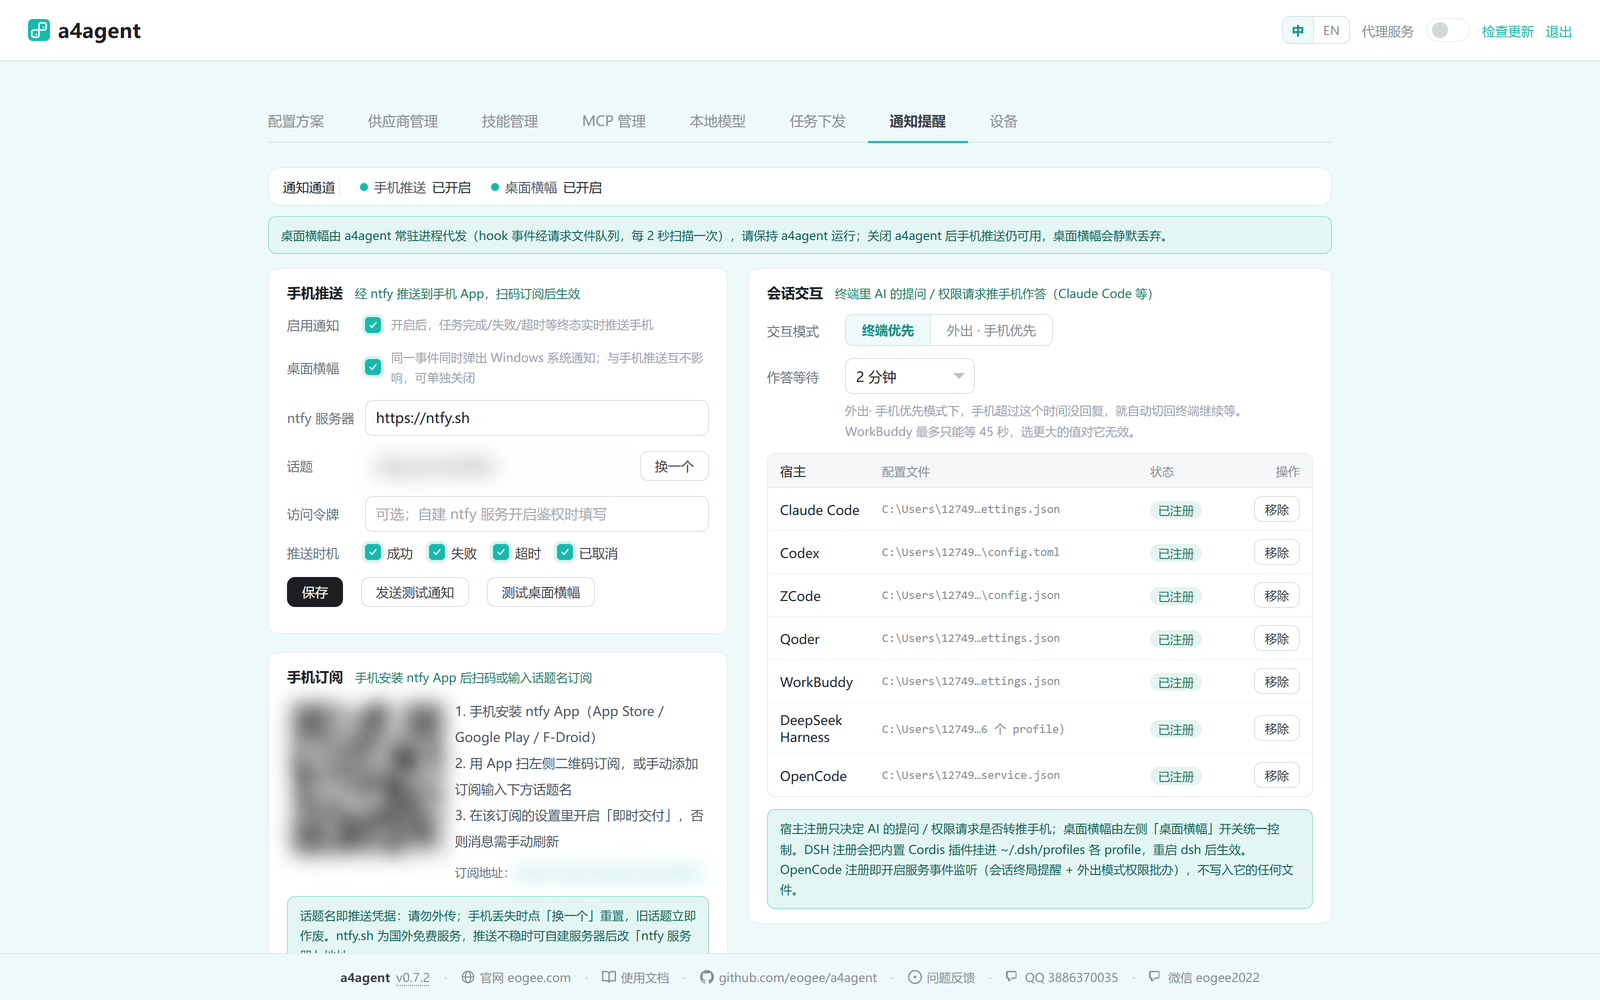 a4agent
中 EN 代理服务 检查更新 退出
配置方案 供应商管理 技能管理 MCP 管理 本地模型 任务下发 通知提醒 设备
通知通道 手机推送 已开启 桌面横幅 已开启
桌面横幅由 a4agent 常驻进程代发（hook 事件经请求文件队列，每 2 秒扫描一次），请保持 a4agent 运行；关闭 a4agent 后手机推送仍可用，桌面横幅会静默丢弃。
手机推送 经 ntfy 推送到手机 App，扫码订阅后生效
启用通知 开启后，任务完成/失败/超时等终态实时推送手机
桌面横幅 同一事件同时弹出 Windows 系统通知；与手机推送互不影
响，可单独关闭
ntfy 服务器 https://ntfy.sh
话题 换一个
访问令牌 可选；自建 ntfy 服务开启鉴权时填写
推送时机 成功 失败 超时 已取消
保存 发送测试通知 测试桌面横幅
手机订阅 手机安装 ntfy App 后扫码或输入话题名订阅
1. 手机安装 ntfy App（App Store /
Google Play / F-Droid）
2. 用 App 扫左侧二维码订阅，或手动添加
订阅输入下方话题名
3. 在该订阅的设置里开启「即时交付」，否
则消息需手动刷新
订阅地址：
话题名即推送凭据：请勿外传；手机丢失时点「换一个」重置，旧话题立即
作废。ntfy.sh 为国外免费服务，推送不稳时可自建服务器后改「ntfy 服务
会话交互 终端里 AI 的提问 / 权限请求推手机作答（Claude Code 等）
交互模式 终端优先 外出 · 手机优先
作答等待 2 分钟
外出· 手机优先模式下，手机超过这个时间没回复，就自动切回终端继续等。
WorkBuddy 最多只能等 45 秒，选更大的值对它无效。
宿主 配置文件 状态 操作
Claude Code C:\Users\12749…ettings.json 已注册 移除
Codex C:\Users\12749…\config.toml 已注册 移除
ZCode C:\Users\12749…\config.json 已注册 移除
Qoder C:\Users\12749…ettings.json 已注册 移除
WorkBuddy C:\Users\12749…ettings.json 已注册 移除
DeepSeek
Harness C:\Users\12749…6 个 profile) 已注册 移除
OpenCode C:\Users\12749…service.json 已注册 移除
宿主注册只决定 AI 的提问 / 权限请求是否转推手机；桌面横幅由左侧「桌面横幅」开关统一控
制。DSH 注册会把内置 Cordis 插件挂进 ~/.dsh/profiles 各 profile，重启 dsh 后生效。
OpenCode 注册即开启服务事件监听（会话终局提醒 + 外出模式权限批办），不写入它的任何文
件。
a4agent v0.7.2 · 官网 eogee.com · 使用文档 · github.com/eogee/a4agent · 问题反馈 · QQ 3886370035 · 微信 eogee2022